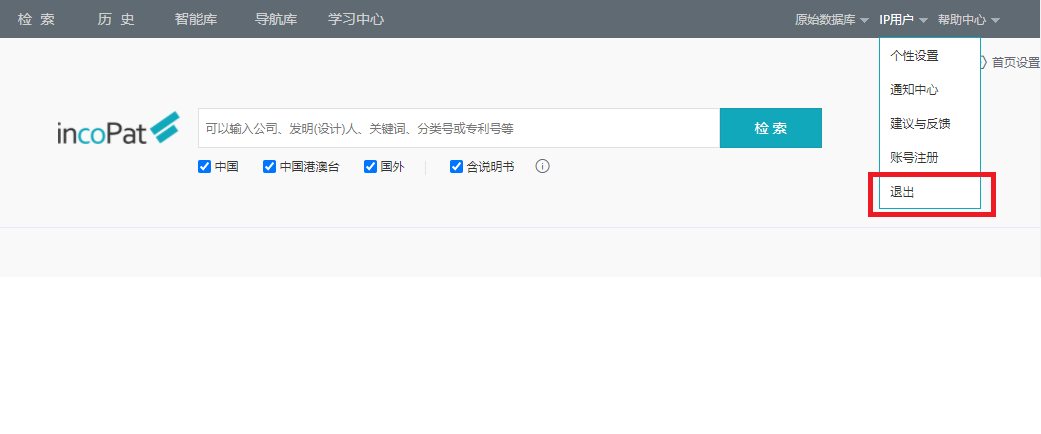 检 索 历 史 智能库 导航库 学习中心 原始数据库 IP用户 帮助中心
个性设置
首页设置
通知中心
incoPat 可以输入公司、发明(设计)人、关键词、分类号或专利号等 检 索
建议与反馈
账号注册
中国 中国港澳台 国外 含说明书
退出